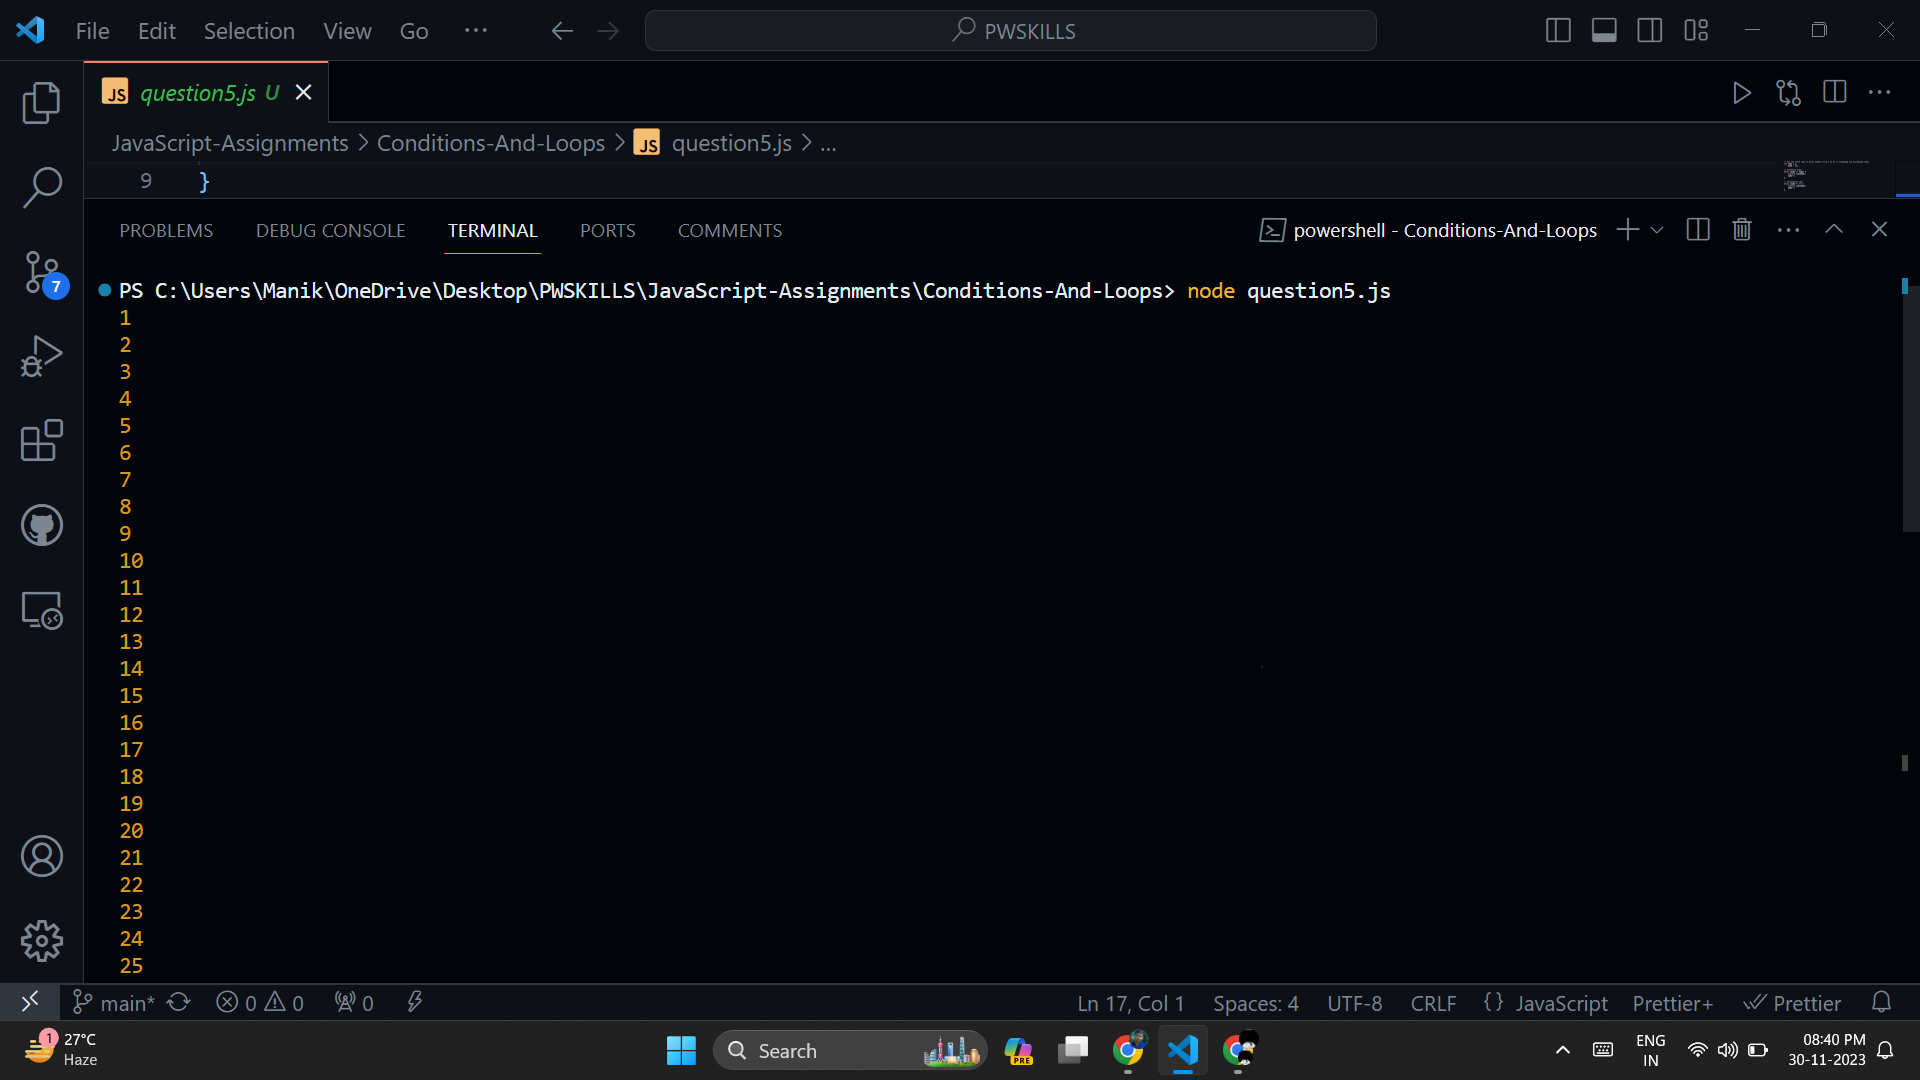 File Edit Selection View Go ... PWSKILLS
JS question5.js U
JavaScript-Assignments > Conditions-And-Loops > JS question5.js > ...
9 }
PROBLEMS DEBUG CONSOLE TERMINAL PORTS COMMENTS powershell - Conditions-And-Loops
PS C:\Users\Manik\OneDrive\Desktop\PWSKILLS\JavaScript-Assignments\Conditions-And-Loops> node question5.js
1
2
3
4
5
6
7
8
9
10
11
12
13
14
15
16
17
18
19
20
21
22
23
24
25
7
main* 0 0 0 Ln 17, Col 1 Spaces: 4 UTF-8 CRLF {} JavaScript Prettier+ Prettier
1 27°C
Haze
Search
PRE
ENG
IN
08:40 PM
30-11-2023